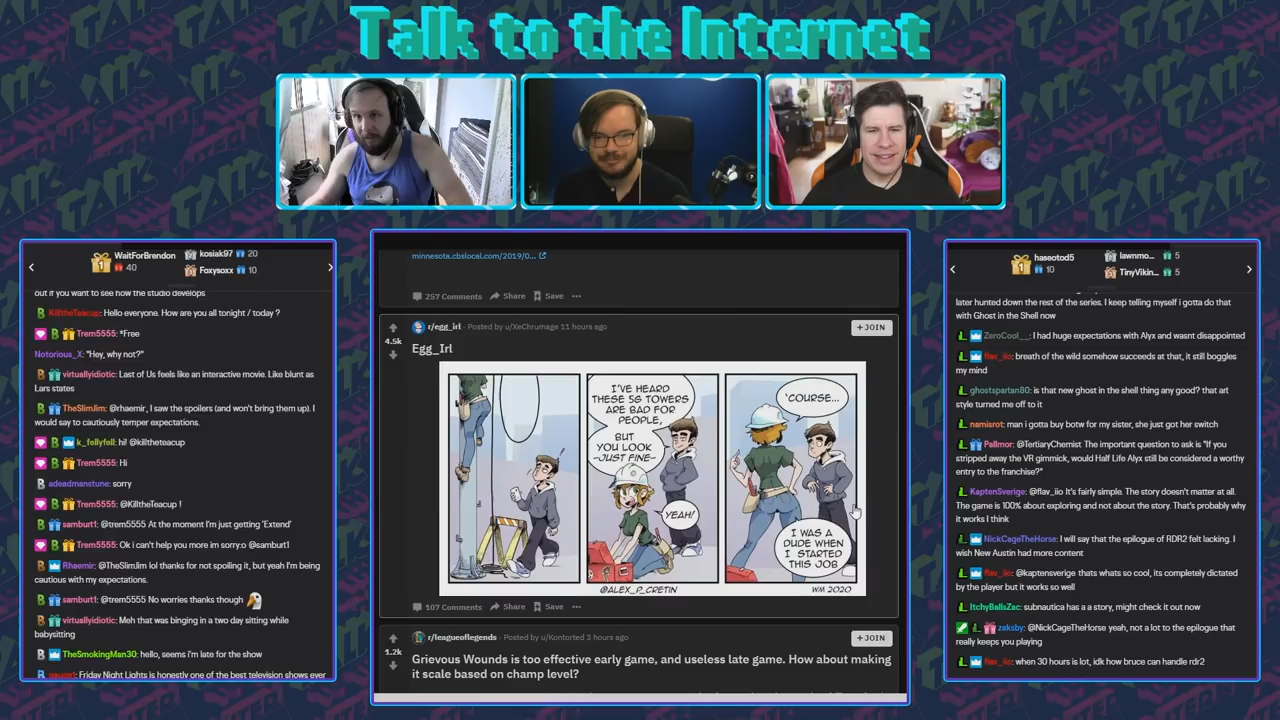 Talk to the Internet
WaitForBrendon
40
kosiak97 20
Foxysoxx 10
out if you want to see how the studio develops
KilltheTeacup: Hello everyone. How are you all tonight / today ?
Trem5555: *Free
Notorious_X: "Hey, why not?"
virtuallyidiotic: Last of Us feels like an interactive movie. Like blunt as
Lars states
TheSlimJim: @rhaemir, I saw the spoilers (and won't bring them up). I
would say to cautiously temper expectations.
k_fellyfell: hi! @killtheteacup
Trem5555: Hi
adeadmanstune: sorry
Trem5555: @KilltheTeacup !
samburt1: @trem5555 At the moment I'm just getting 'Extend'
Trem5555: Ok i can't help you more im sorry:o @samburt1
Rhaemir: @TheSlimJim lol thanks for not spoiling it, but yeah I'm being
cautious with my expectations.
samburt1: @trem5555 No worries thanks though
virtuallyidiotic: Meh that was binging in a two day sitting while
babysitting
TheSmokingMan30: hello, seems i'm late for the show
Friday Night Lights is honestly one of the best television shows ever
minnesota.cbslocal.com/2019/0...
257 Comments Share Save ...
r/egg_irl · Posted by u/XeChrumage 11 hours ago
+ JOIN
4.5k
Egg_Irl
I'VE HEARD
THESE 5G TOWERS
ARE BAD FOR
PEOPLE,
BUT
YOU LOOK
-JUST FINE-
YEAH!
'COURSE...
I WAS A
DUDE WHEN
I STARTED
THIS JOB
@ALEX_P_CRETIN
WM 2020
107 Comments Share Save ...
r/leagueoflegends · Posted by u/Kontorted 3 hours ago
+ JOIN
1.2k
Grievous Wounds is too effective early game, and useless late game. How about making
it scale based on champ level?
haseotod5
10
lawnmo... 5
TinyVikin... 5
later hunted down the rest of the series. I keep telling myself i gotta do that
with Ghost in the Shell now
ZeroCool__: I had huge expectations with Alyx and wasnt disappointed
flav_iio: breath of the wild somehow succeeds at that, it still boggles
my mind
ghostspartan80: is that new ghost in the shell thing any good? that art
style turned me off to it
namisrot: man i gotta buy botw for my sister, she just got her switch
Pallmor: @TertiaryChemist The important question to ask is "If you
stripped away the VR gimmick, would Half Life Alyx still be considered a worthy
entry to the franchise?"
KaptenSverige: @flav_iio It's fairly simple. The story doesn't matter at all.
The game is 100% about exploring and not about the story. That's probably why
it works I think
NickCageTheHorse: I will say that the epilogue of RDR2 felt lacking. I
wish New Austin had more content
flav_iio: @kaptensverige thats whats so cool, its completely dictated
by the player but it works so well
ItchyBallsZac: subnautica has a a story, might check it out now
zaksby: @NickCageTheHorse yeah, not a lot to the epilogue that
really keeps you playing
flav_iio: when 30 hours is lot, idk how bruce can handle rdr2